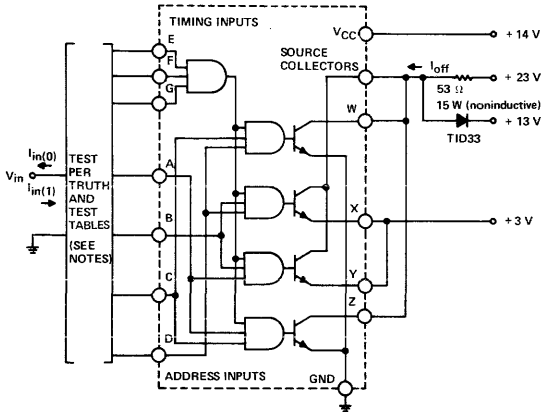 TIMING INPUTS
E
F
G
VCC
+ 14 V
SOURCE
COLLECTORS
Ioff
+ 23 V
53 Ω
15 W (noninductive)
+ 13 V
TID33
W
Iin(0)
Vin
Iin(1)
TEST
PER
TRUTH
AND
TEST
TABLES
(SEE
NOTES)
A
B
C
D
X
+ 3 V
Y
Z
ADDRESS INPUTS
GND